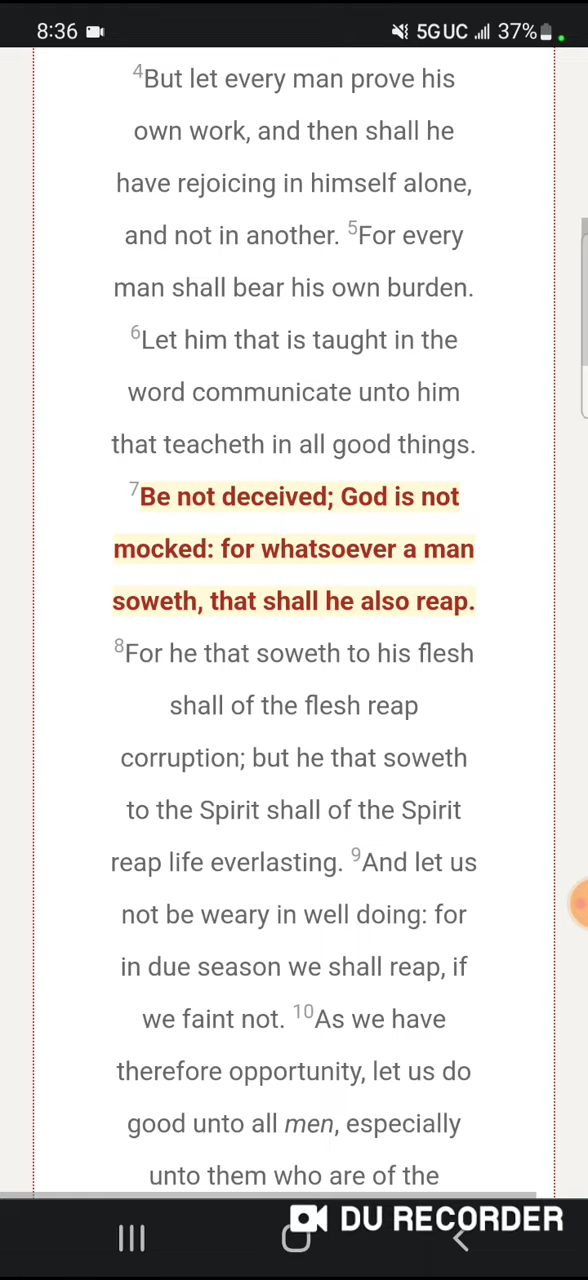 8:36 5GUC 37%
4But let every man prove his
own work, and then shall he
have rejoicing in himself alone,
and not in another. 5For every
man shall bear his own burden.
6Let him that is taught in the
word communicate unto him
that teacheth in all good things.
7Be not deceived; God is not
mocked: for whatsoever a man
soweth, that shall he also reap.
8For he that soweth to his flesh
shall of the flesh reap
corruption; but he that soweth
to the Spirit shall of the Spirit
reap life everlasting. 9And let us
not be weary in well doing: for
in due season we shall reap, if
we faint not. 10As we have
therefore opportunity, let us do
good unto all men, especially
unto them who are of the
DU RECORDER